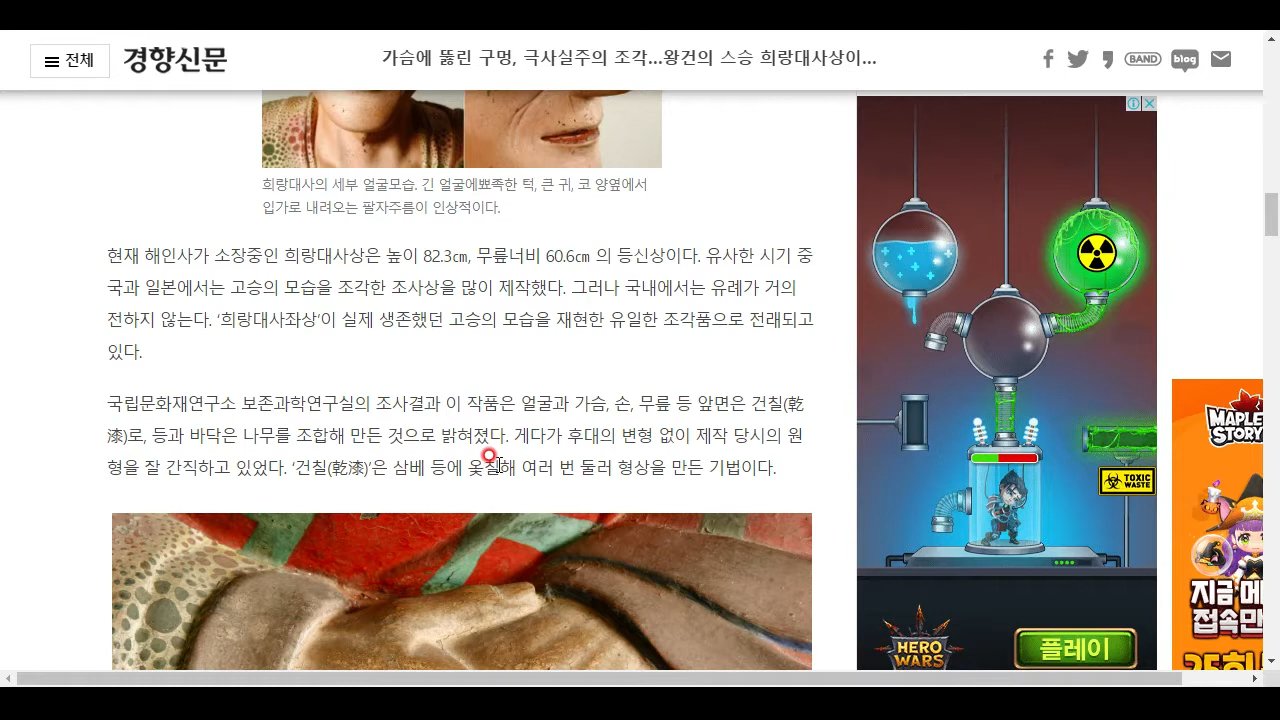 전체
경향신문
가슴에 뚫린 구멍, 극사실주의 조각...왕건의 스승 희랑대사상이...
BAND
blog
희랑대사의 세부 얼굴모습. 긴 얼굴에뾰족한 턱, 큰 귀, 코 양옆에서
입가로 내려오는 팔자주름이 인상적이다.
현재 해인사가 소장중인 희랑대사상은 높이 82.3㎝, 무릎너비 60.6㎝ 의 등신상이다. 유사한 시기 중
국과 일본에서는 고승의 모습을 조각한 조사상을 많이 제작했다. 그러나 국내에서는 유례가 거의
전하지 않는다. ‘희랑대사좌상’이 실제 생존했던 고승의 모습을 재현한 유일한 조각품으로 전래되고
있다.
국립문화재연구소 보존과학연구실의 조사결과 이 작품은 얼굴과 가슴, 손, 무릎 등 앞면은 건칠(乾
漆)로, 등과 바닥은 나무를 조합해 만든 것으로 밝혀졌다. 게다가 후대의 변형 없이 제작 당시의 원
형을 잘 간직하고 있었다. ‘건칠(乾漆)’은 삼베 등에 옻칠해 여러 번 둘러 형상을 만든 기법이다.
TOXIC
WASTE
HERO
WARS
플레이
MAPLE
STORY
지금 메
접속만